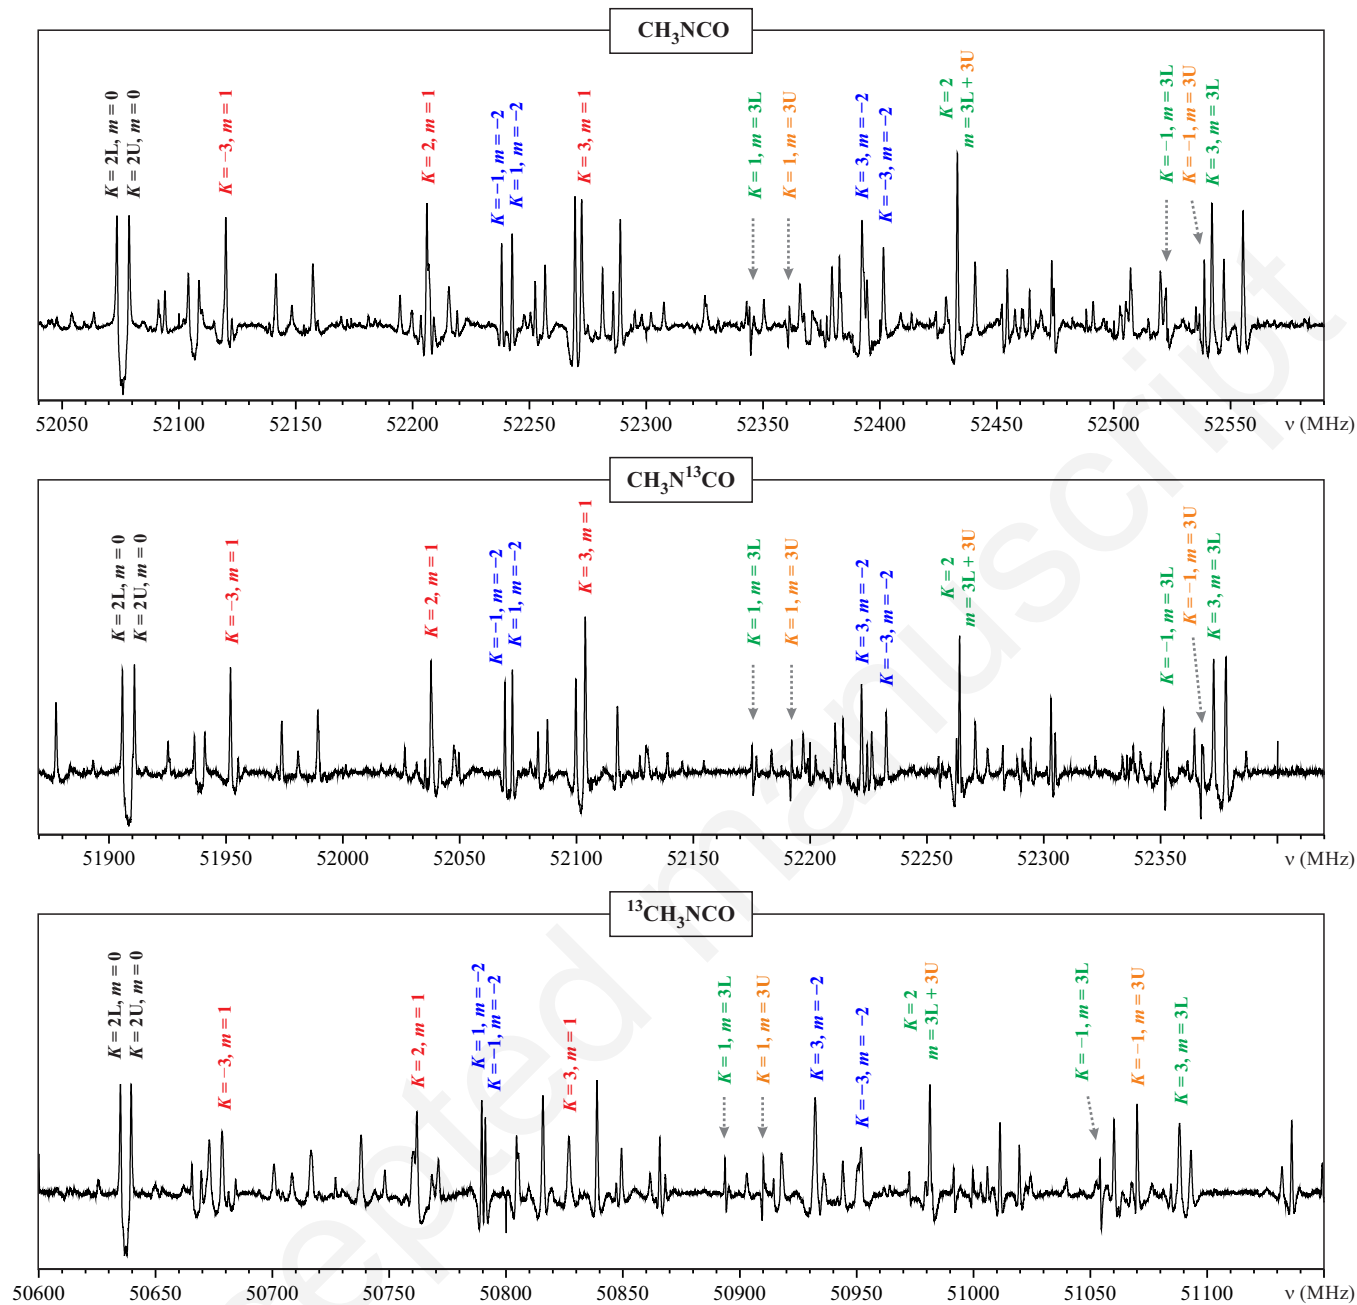 CH₃NCO
K = 2L, m = 0
K = 2U, m = 0
K = −3, m = 1
K = 2, m = 1
K = −1, m = −2
K = 1, m = −2
K = 3, m = 1
K = 1, m = 3L
K = 1, m = 3U
K = 3, m = −2
K = −3, m = −2
K = 2
m = 3L + 3U
K = −1, m = 3L
K = −1, m = 3U
K = 3, m = 3L
52050 52100 52150 52200 52250 52300 52350 52400 52450 52500 52550 ν (MHz)
CH₃N¹³CO
K = 2L, m = 0
K = 2U, m = 0
K = −3, m = 1
K = 2, m = 1
K = −1, m = −2
K = 1, m = −2
K = 3, m = 1
K = 1, m = 3L
K = 1, m = 3U
K = 3, m = −2
K = −3, m = −2
K = 2
m = 3L + 3U
K = −1, m = 3L
K = −1, m = 3U
K = 3, m = 3L
51900 51950 52000 52050 52100 52150 52200 52250 52300 52350 ν (MHz)
¹³CH₃NCO
K = 2L, m = 0
K = 2U, m = 0
K = −3, m = 1
K = 2, m = 1
K = 1, m = −2
K = −1, m = −2
K = 3, m = 1
K = 1, m = 3L
K = 1, m = 3U
K = 3, m = −2
K = −3, m = −2
K = 2
m = 3L + 3U
K = −1, m = 3L
K = −1, m = 3U
K = 3, m = 3L
50600 50650 50700 50750 50800 50850 50900 50950 51000 51050 51100 ν (MHz)
epted manuscript